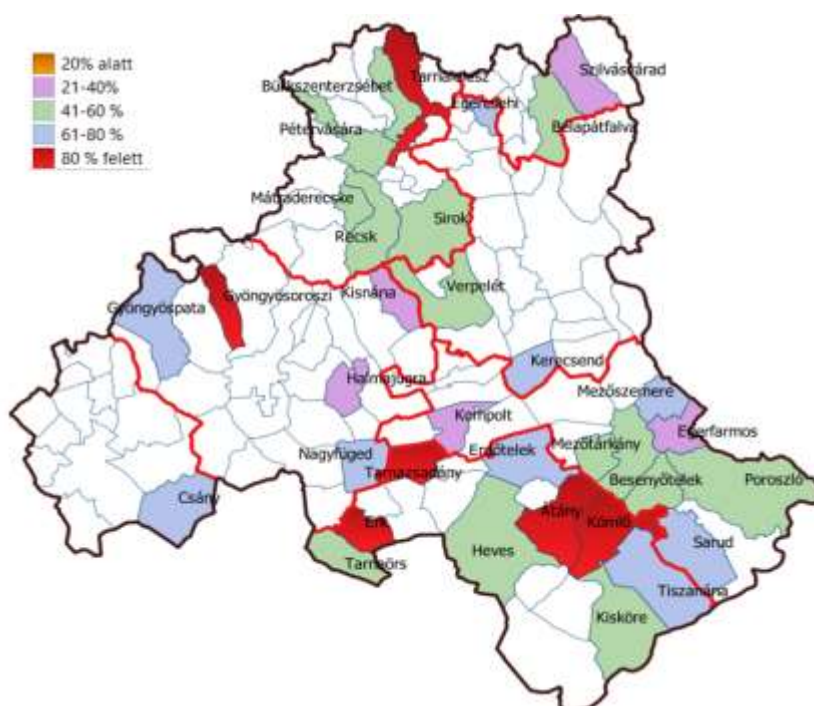 20% alatt
21-40%
41-60 %
61-80 %
80 % felett
Szilvásvárad
Bükkszenterzsébet
Egercsehi
Pétervására
Bélapátfalva
Mátraderecske
Sirok
Recsk
Verpelét
Gyöngyöspata
Gyöngyösoroszi
Kisnána
Kerecsend
Halmajugra
Mezőszemere
Kompolt
Egerfarmos
Nagyfüged
Erdőtelek
Mezőtárkány
Tarnazsadány
Besenyőtelek
Poroszló
Csány
Átány
Kömlő
Erk
Sarud
Heves
Tarnaörs
Tiszanána
Kisköre